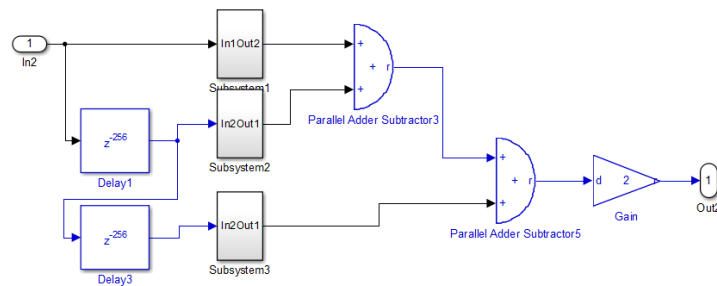 1
In2
In1Out2
Subsystem1
+
+
+ r
Parallel Adder Subtractor3
z-256
Delay1
In2Out1
Subsystem2
+
+
+ r
Parallel Adder Subtractor5
d 2 r
Gain
1
Out2
z-256
Delay3
In2Out1
Subsystem3